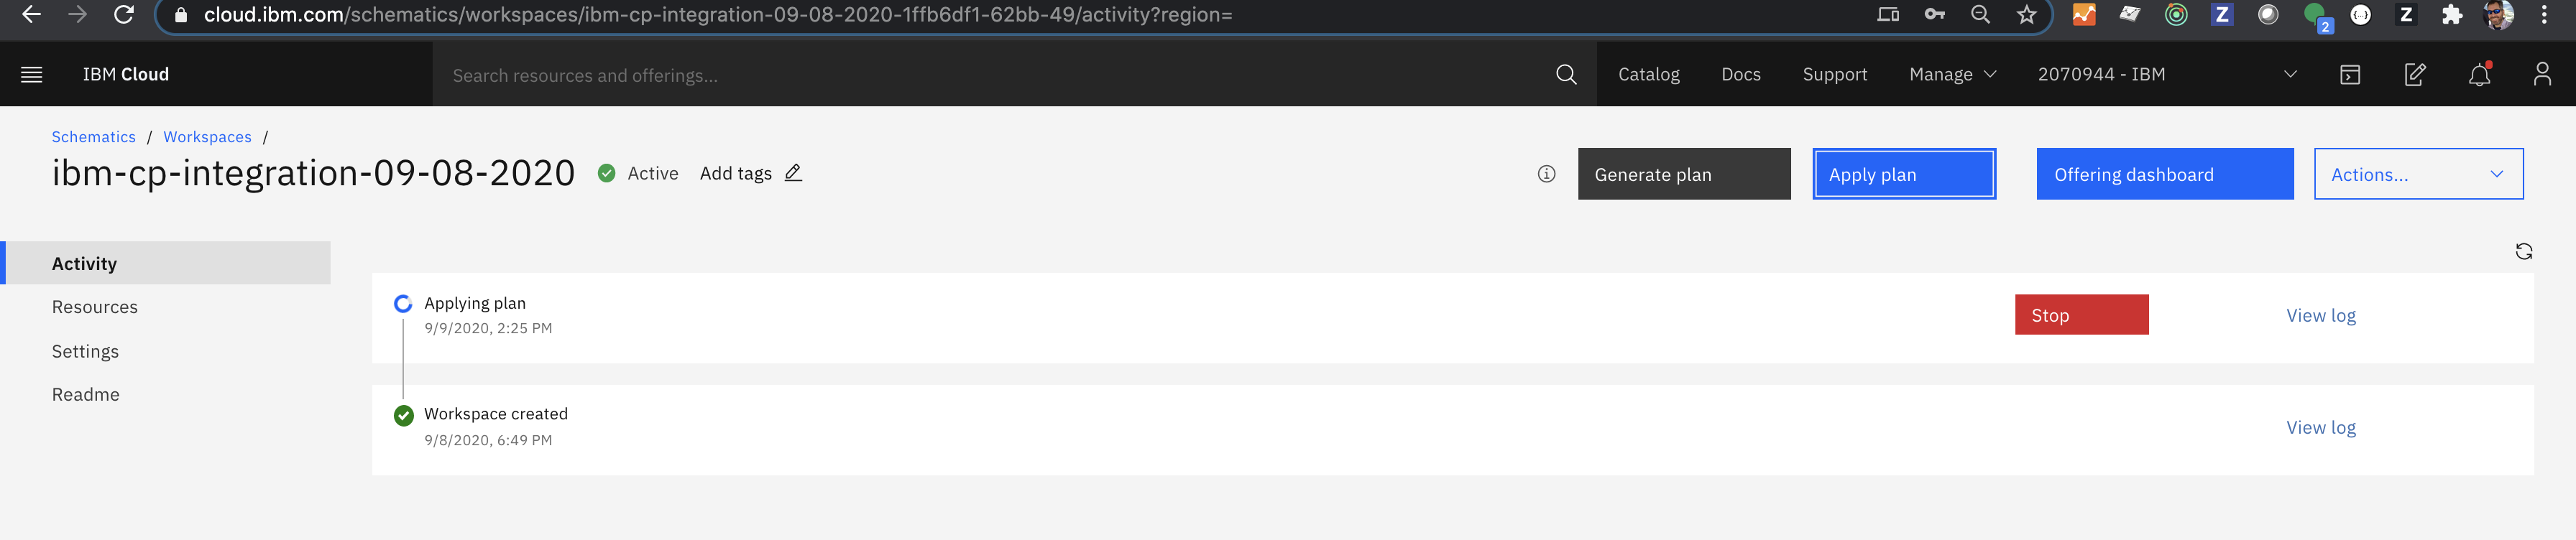 cloud.ibm.com/schematics/workspaces/ibm-cp-integration-09-08-2020-1ffb6df1-62bb-49/activity?region=
Z
2
{...}
Z
IBM Cloud
Search resources and offerings...
Catalog
Docs
Support
Manage
2070944 - IBM
Schematics / Workspaces /
ibm-cp-integration-09-08-2020
Active
Add tags
Generate plan
Apply plan
Offering dashboard
Actions...
Activity
Resources
Settings
Readme
Applying plan
9/9/2020, 2:25 PM
Stop
View log
Workspace created
9/8/2020, 6:49 PM
View log